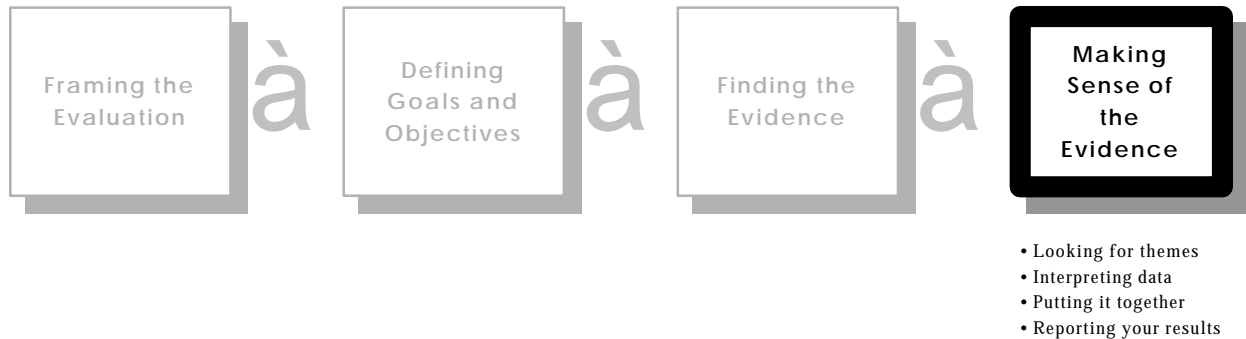 Framing the
Evaluation
à
Defining
Goals and
Objectives
à
Finding the
Evidence
à
Making
Sense of
the
Evidence
• Looking for themes
• Interpreting data
• Putting it together
• Reporting your results